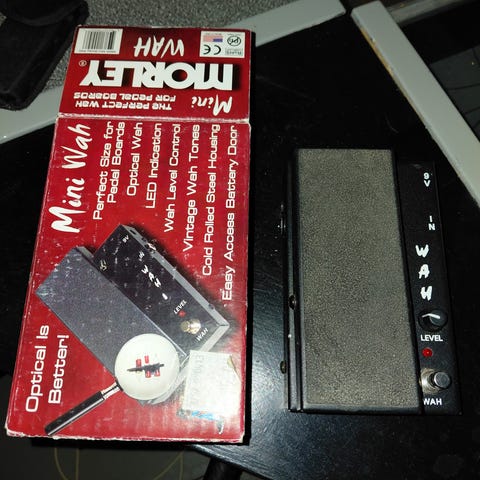 Mini
MORLEY®
WAH
THE PERFECT WAH
FOR PEDAL BOARDS
CE
Mini Wah
Perfect Size for
Pedal Boards
Optical Wah
LED Indication
Wah Level Control
Vintage Wah Tones
Cold Rolled Steel Housing
Easy Access Battery Door
Optical Is
Better!
WAH
LEVEL
WAH
9V
IN
WAH
LEVEL
WAH